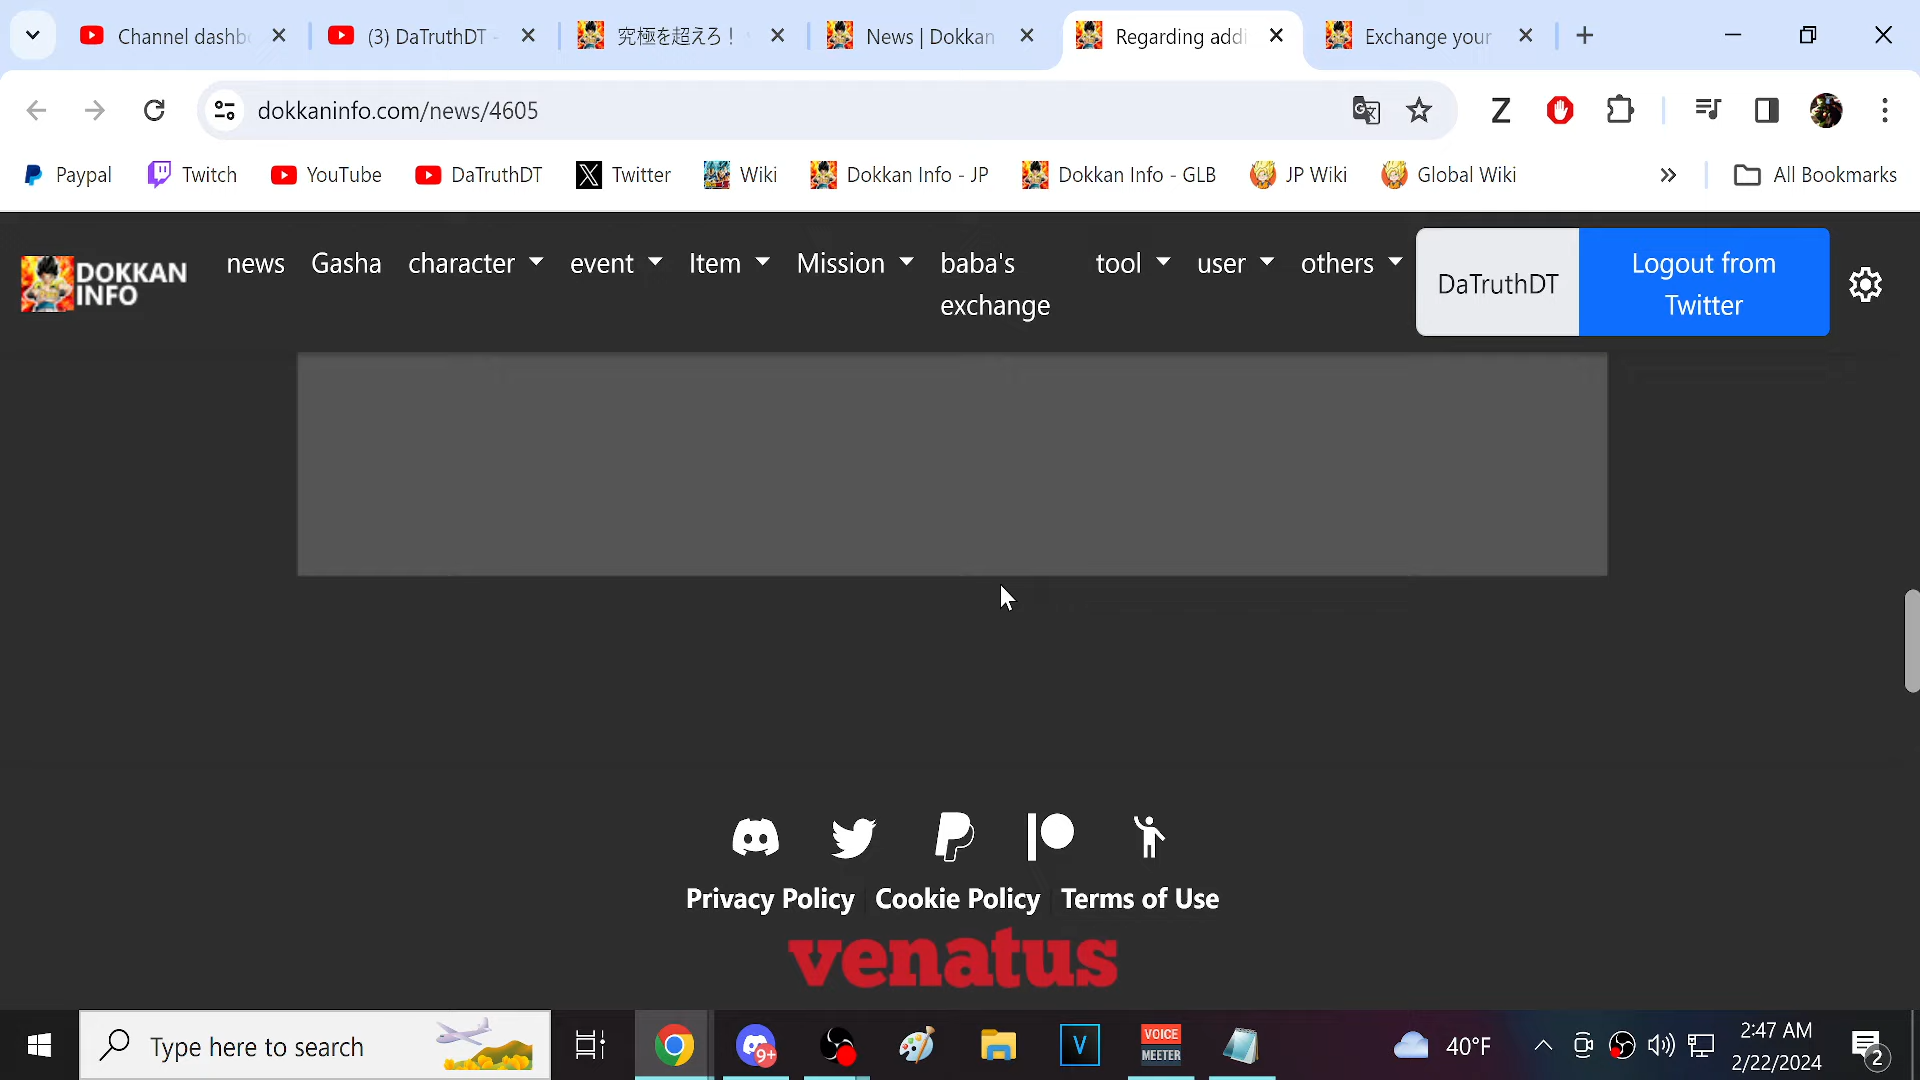 Channel dashb
(3) DaTruthDT -
究極を超えろ！
News | Dokkan
Regarding addi
Exchange your
dokkaninfo.com/news/4605
Z
Paypal
Twitch
YouTube
DaTruthDT
Twitter
Wiki
Dokkan Info - JP
Dokkan Info - GLB
JP Wiki
Global Wiki
»
All Bookmarks
DOKKAN
INFO
news
Gasha
character
event
Item
Mission
baba's
exchange
tool
user
others
DaTruthDT
Logout from
Twitter
Privacy Policy
Cookie Policy
Terms of Use
venatus
Type here to search
9+
V
VOICE
MEETER
40°F
2:47 AM
2/22/2024
2